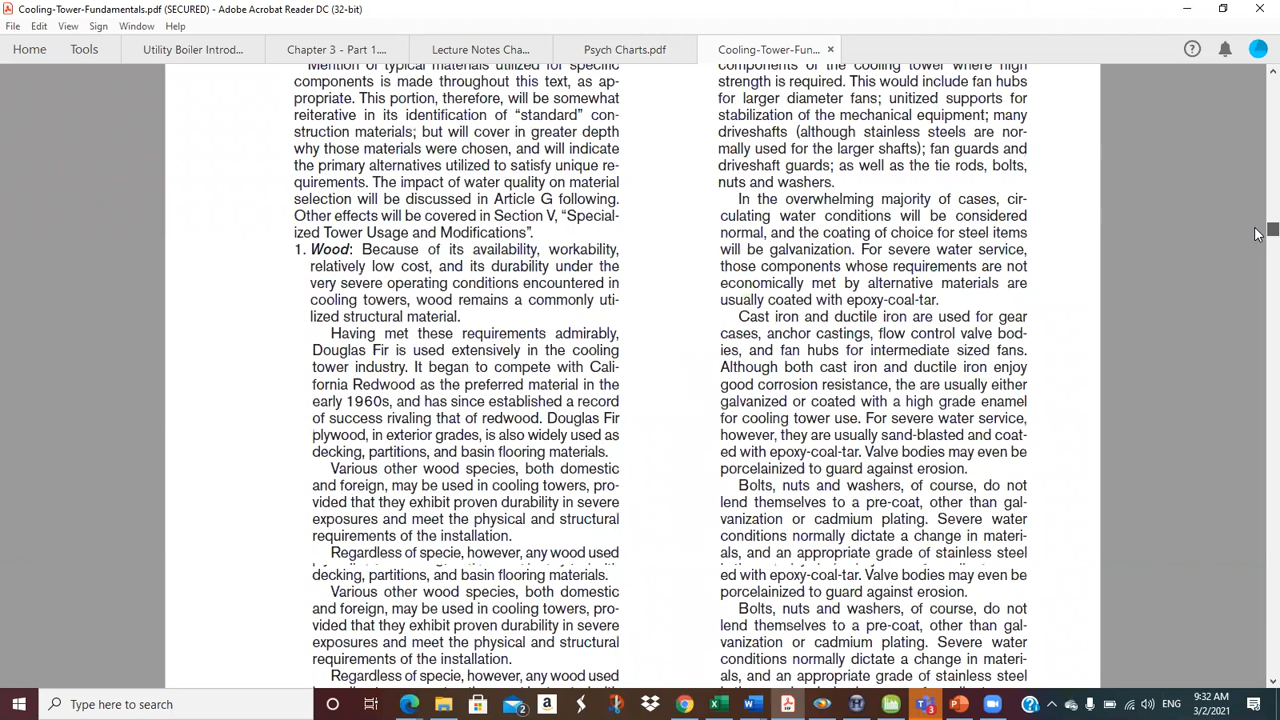 Cooling-Tower-Fundamentals.pdf (SECURED) - Adobe Acrobat Reader DC (32-bit)
File Edit View Sign Window Help
Home Tools Utility Boiler Introd... Chapter 3 - Part 1.... Lecture Notes Cha... Psych Charts.pdf Cooling-Tower-Fun... ×
Mention of typical materials utilized for specific
components is made throughout this text, as ap-
propriate. This portion, therefore, will be somewhat
reiterative in its identification of “standard” con-
struction materials; but will cover in greater depth
why those materials were chosen, and will indicate
the primary alternatives utilized to satisfy unique re-
quirements. The impact of water quality on material
selection will be discussed in Article G following.
Other effects will be covered in Section V, “Special-
ized Tower Usage and Modifications”.
1. Wood: Because of its availability, workability,
relatively low cost, and its durability under the
very severe operating conditions encountered in
cooling towers, wood remains a commonly uti-
lized structural material.
Having met these requirements admirably,
Douglas Fir is used extensively in the cooling
tower industry. It began to compete with Cali-
fornia Redwood as the preferred material in the
early 1960s, and has since established a record
of success rivaling that of redwood. Douglas Fir
plywood, in exterior grades, is also widely used as
decking, partitions, and basin flooring materials.
Various other wood species, both domestic
and foreign, may be used in cooling towers, pro-
vided that they exhibit proven durability in severe
exposures and meet the physical and structural
requirements of the installation.
Regardless of specie, however, any wood used
decking, partitions, and basin flooring materials.
Various other wood species, both domestic
and foreign, may be used in cooling towers, pro-
vided that they exhibit proven durability in severe
exposures and meet the physical and structural
requirements of the installation.
Regardless of specie, however, any wood used
components of the cooling tower where high
strength is required. This would include fan hubs
for larger diameter fans; unitized supports for
stabilization of the mechanical equipment; many
driveshafts (although stainless steels are nor-
mally used for the larger shafts); fan guards and
driveshaft guards; as well as the tie rods, bolts,
nuts and washers.
In the overwhelming majority of cases, cir-
culating water conditions will be considered
normal, and the coating of choice for steel items
will be galvanization. For severe water service,
those components whose requirements are not
economically met by alternative materials are
usually coated with epoxy-coal-tar.
Cast iron and ductile iron are used for gear
cases, anchor castings, flow control valve bod-
ies, and fan hubs for intermediate sized fans.
Although both cast iron and ductile iron enjoy
good corrosion resistance, the are usually either
galvanized or coated with a high grade enamel
for cooling tower use. For severe water service,
however, they are usually sand-blasted and coat-
ed with epoxy-coal-tar. Valve bodies may even be
porcelainized to guard against erosion.
Bolts, nuts and washers, of course, do not
lend themselves to a pre-coat, other than gal-
vanization or cadmium plating. Severe water
conditions normally dictate a change in materi-
als, and an appropriate grade of stainless steel
ed with epoxy-coal-tar. Valve bodies may even be
porcelainized to guard against erosion.
Bolts, nuts and washers, of course, do not
lend themselves to a pre-coat, other than gal-
vanization or cadmium plating. Severe water
conditions normally dictate a change in materi-
als, and an appropriate grade of stainless steel
Type here to search
ENG
9:32 AM
3/2/2021